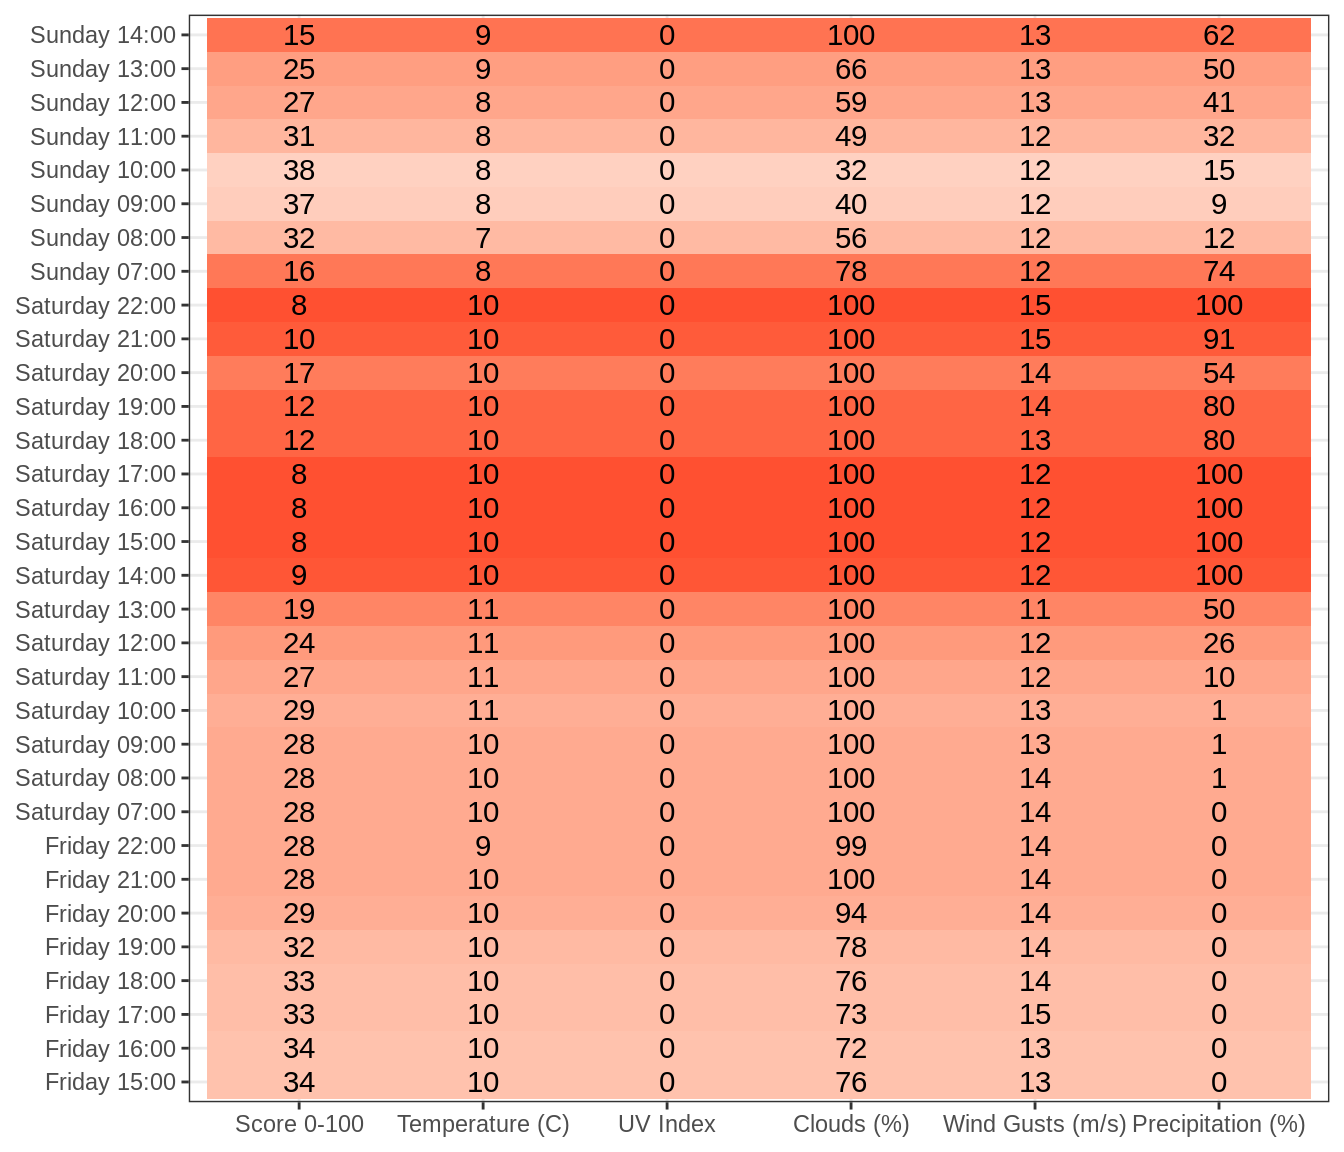 Sunday 14:00 15 9 0 100 13 62
Sunday 13:00 25 9 0 66 13 50
Sunday 12:00 27 8 0 59 13 41
Sunday 11:00 31 8 0 49 12 32
Sunday 10:00 38 8 0 32 12 15
Sunday 09:00 37 8 0 40 12 9
Sunday 08:00 32 7 0 56 12 12
Sunday 07:00 16 8 0 78 12 74
Saturday 22:00 8 10 0 100 15 100
Saturday 21:00 10 10 0 100 15 91
Saturday 20:00 17 10 0 100 14 54
Saturday 19:00 12 10 0 100 14 80
Saturday 18:00 12 10 0 100 13 80
Saturday 17:00 8 10 0 100 12 100
Saturday 16:00 8 10 0 100 12 100
Saturday 15:00 8 10 0 100 12 100
Saturday 14:00 9 10 0 100 12 100
Saturday 13:00 19 11 0 100 11 50
Saturday 12:00 24 11 0 100 12 26
Saturday 11:00 27 11 0 100 12 10
Saturday 10:00 29 11 0 100 13 1
Saturday 09:00 28 10 0 100 13 1
Saturday 08:00 28 10 0 100 14 1
Saturday 07:00 28 10 0 100 14 0
Friday 22:00 28 9 0 99 14 0
Friday 21:00 28 10 0 100 14 0
Friday 20:00 29 10 0 94 14 0
Friday 19:00 32 10 0 78 14 0
Friday 18:00 33 10 0 76 14 0
Friday 17:00 33 10 0 73 15 0
Friday 16:00 34 10 0 72 13 0
Friday 15:00 34 10 0 76 13 0
Score 0-100 Temperature (C) UV Index Clouds (%) Wind Gusts (m/s) Precipitation (%)